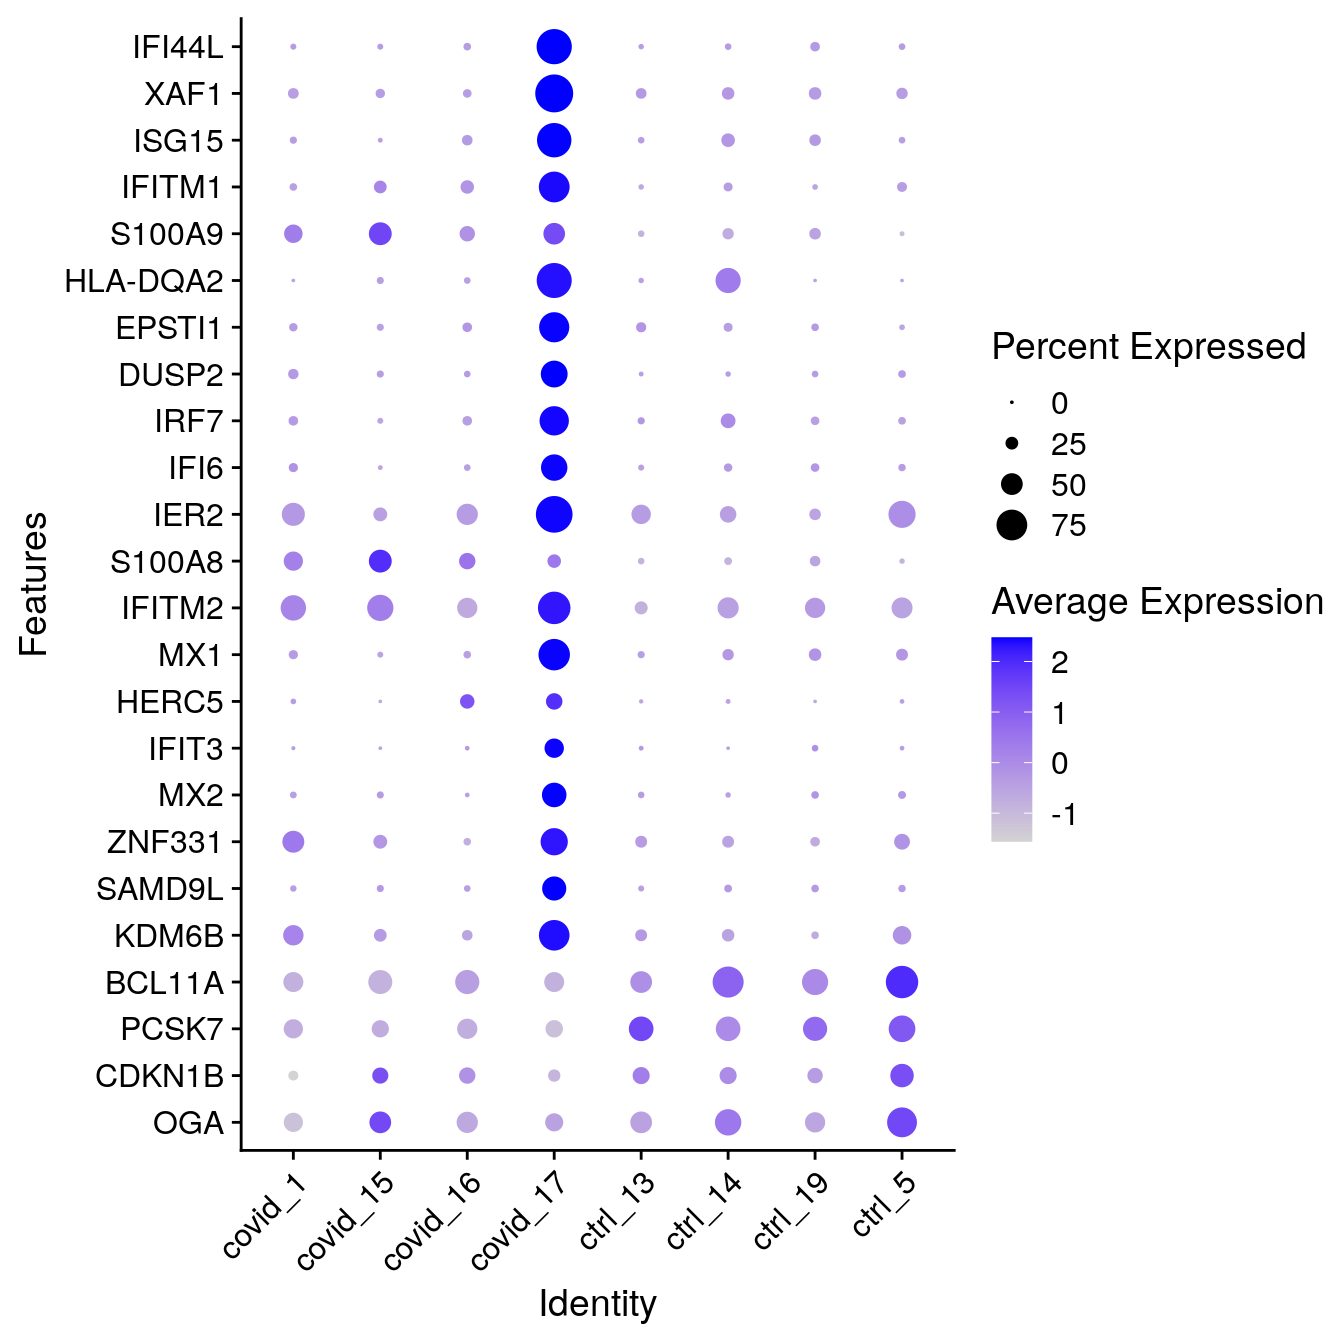 IFI44L
XAF1
ISG15
IFITM1
S100A9
HLA-DQA2
EPSTI1
DUSP2
IRF7
IFI6
IER2
S100A8
IFITM2
MX1
HERC5
IFIT3
MX2
ZNF331
SAMD9L
KDM6B
BCL11A
PCSK7
CDKN1B
OGA
Features
covid_1
covid_15
covid_16
covid_17
ctrl_13
ctrl_14
ctrl_19
ctrl_5
Identity
Percent Expressed
0
25
50
75
Average Expression
2
1
0
-1